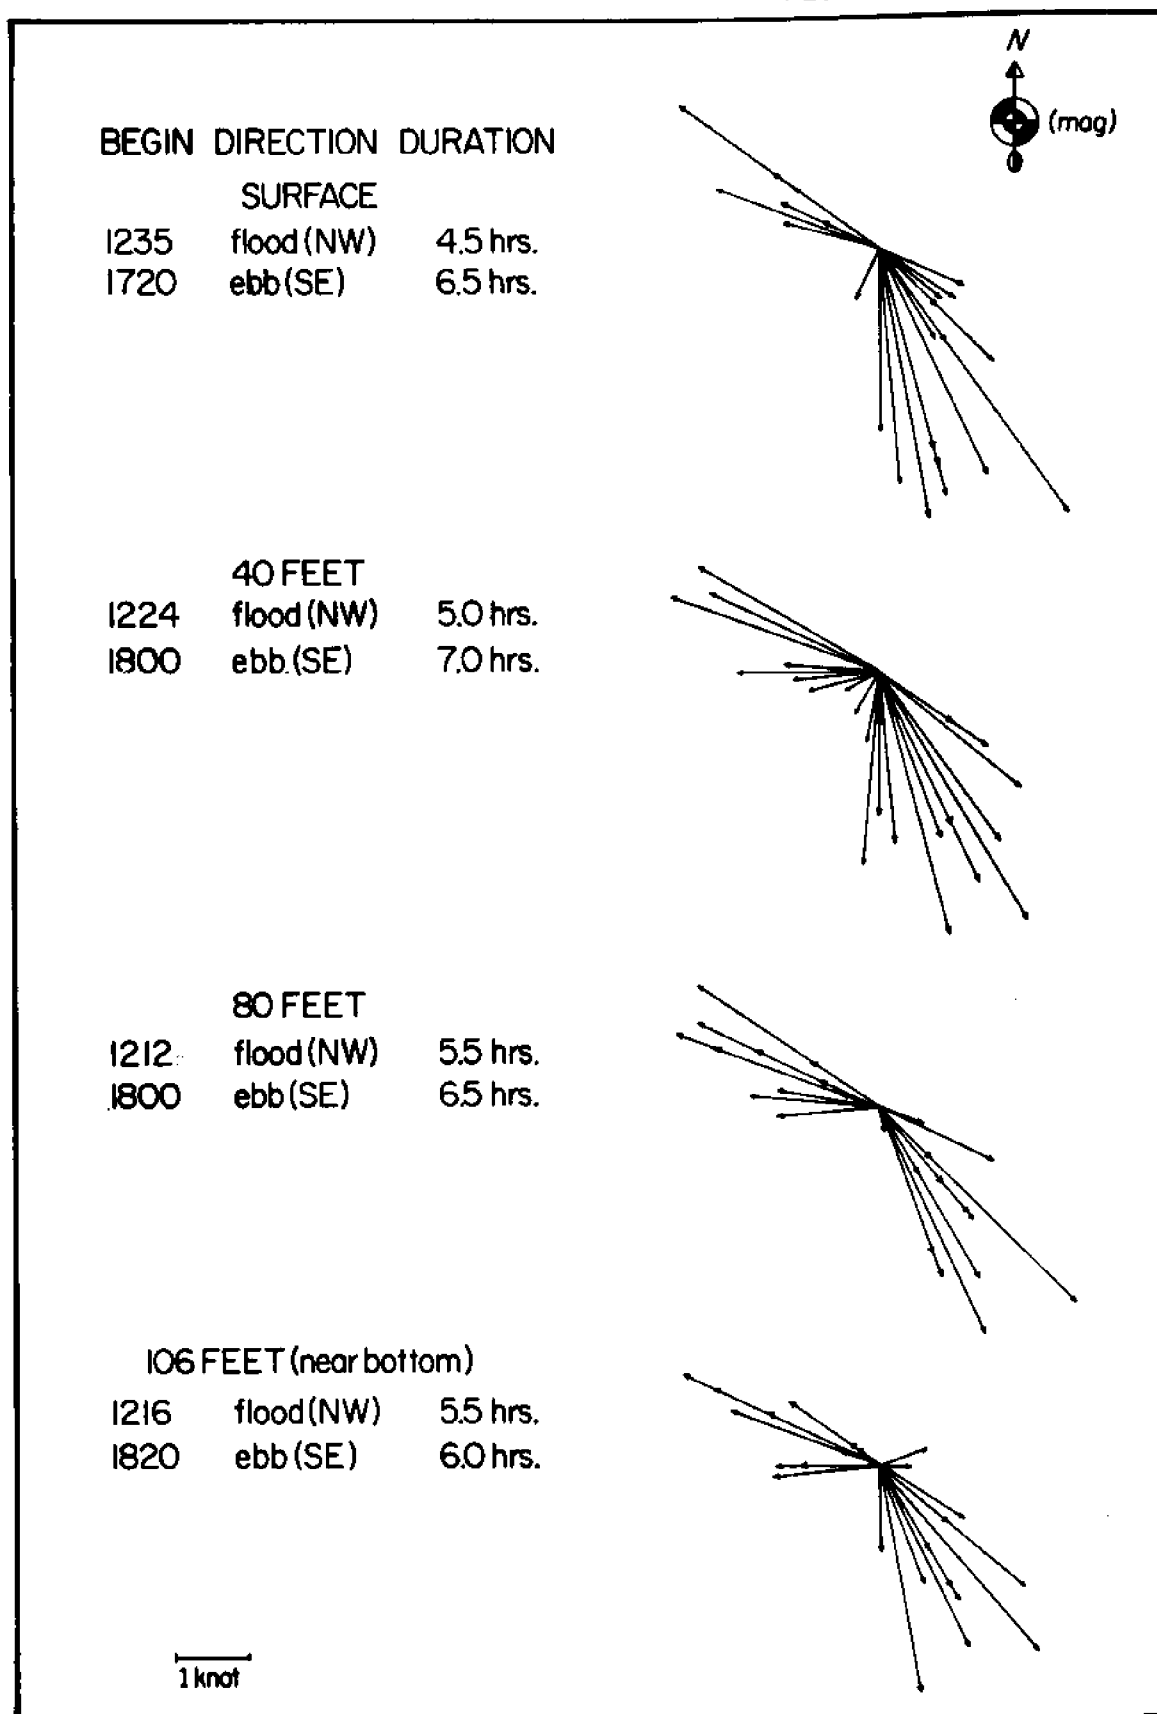 N
(mag)
BEGIN DIRECTION DURATION
SURFACE
1235 flood (NW) 4.5 hrs.
1720 ebb (SE) 6.5 hrs.
40 FEET
1224 flood (NW) 5.0 hrs.
1800 ebb. (SE) 7.0 hrs.
80 FEET
1212 flood (NW) 5.5 hrs.
1800 ebb (SE) 6.5 hrs.
106 FEET (near bottom)
1216 flood (NW) 5.5 hrs.
1820 ebb (SE) 6.0 hrs.
1 knot